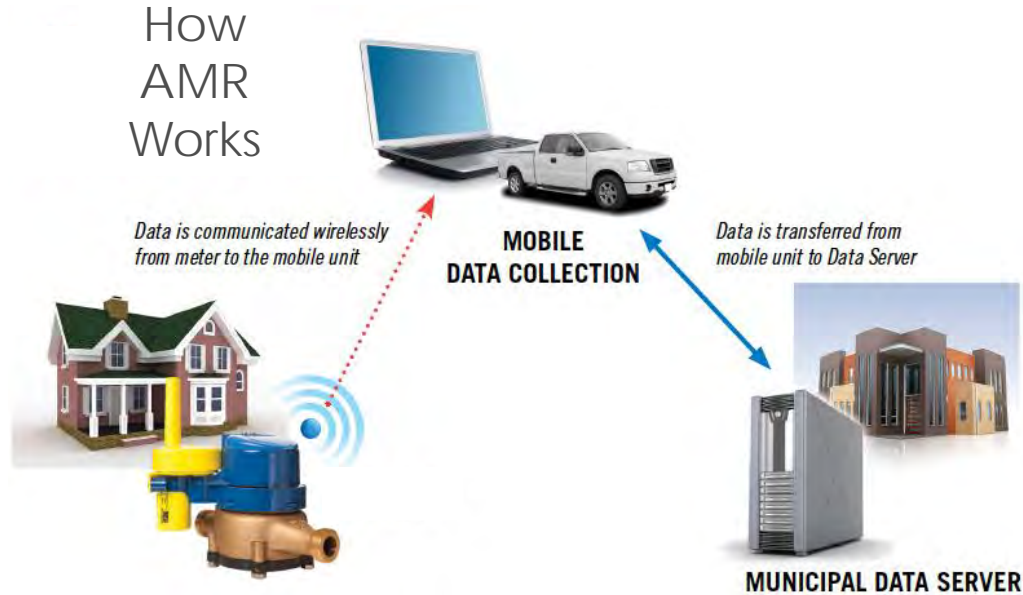 How
AMR
Works
Data is communicated wirelessly
from meter to the mobile unit
MOBILE
DATA COLLECTION
Data is transferred from
mobile unit to Data Server
MUNICIPAL DATA SERVER